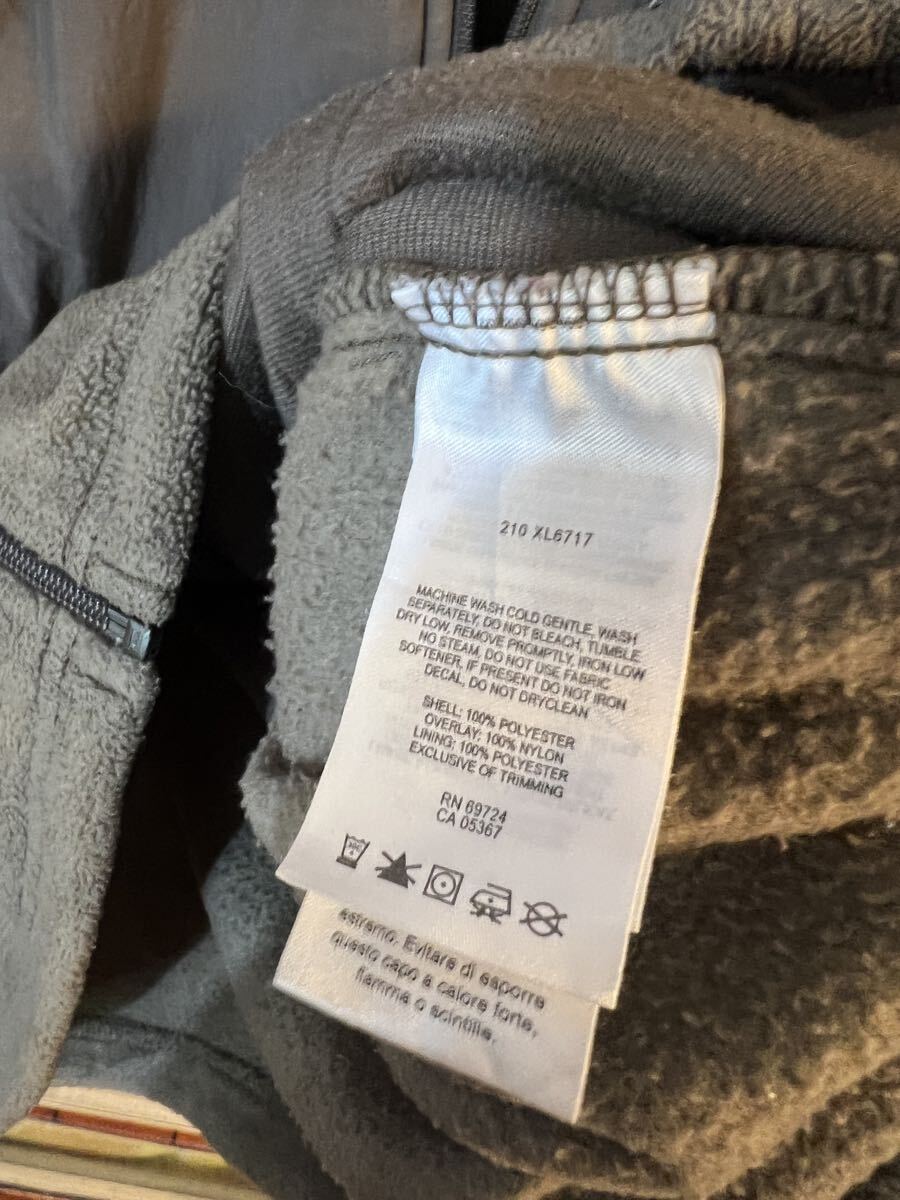 210 XL6717
MACHINE WASH COLD GENTLE, WASH
SEPARATELY, DO NOT BLEACH, TUMBLE
DRY LOW, REMOVE PROMPTLY, IRON LOW
NO STEAM, DO NOT USE FABRIC
SOFTENER, IF PRESENT DO NOT IRON
DECAL, DO NOT DRYCLEAN
SHELL: 100% POLYESTER
OVERLAY: 100% NYLON
LINING: 100% POLYESTER
EXCLUSIVE OF TRIMMING
RN 69724
CA 05367
estremo. Evitare di esporre
questo capo a calore forte,
fiamma o scintille.